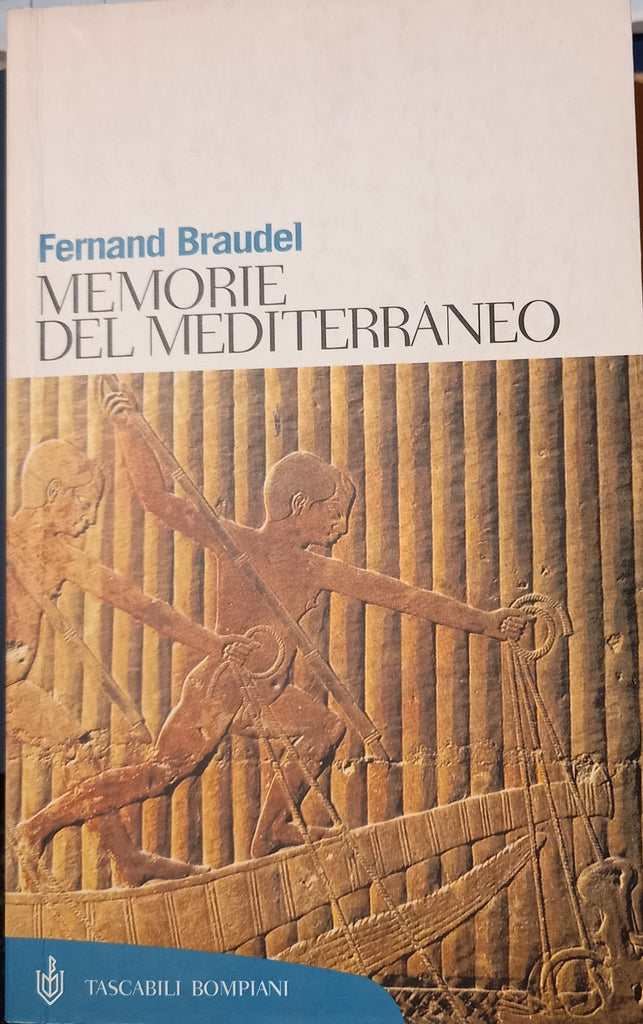 Fernand Braudel
MEMORIE
DEL MEDITERRANEO
TASCABILI BOMPIANI